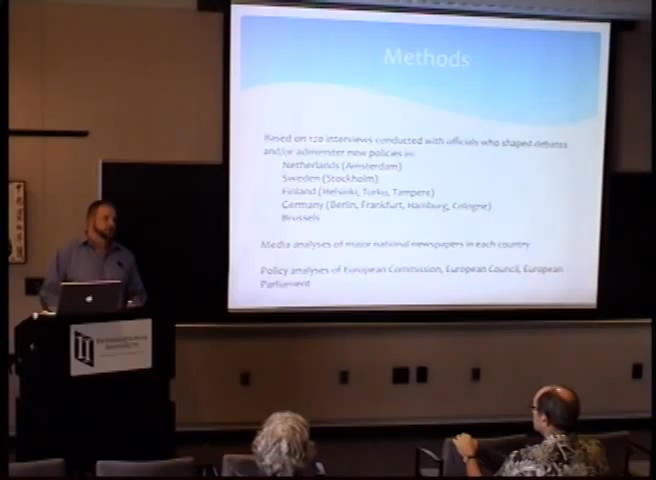 Methods
Based on 120 interviews conducted with officials who shaped debates
and/or administer new policies in:
Netherlands (Amsterdam)
Sweden (Stockholm)
Finland (Helsinki, Turku, Tampere)
Germany (Berlin, Frankfurt, Hamburg, Cologne)
Brussels
Media analyses of major national newspapers in each country
Policy analyses of European Commission, European Council, European
Parliament